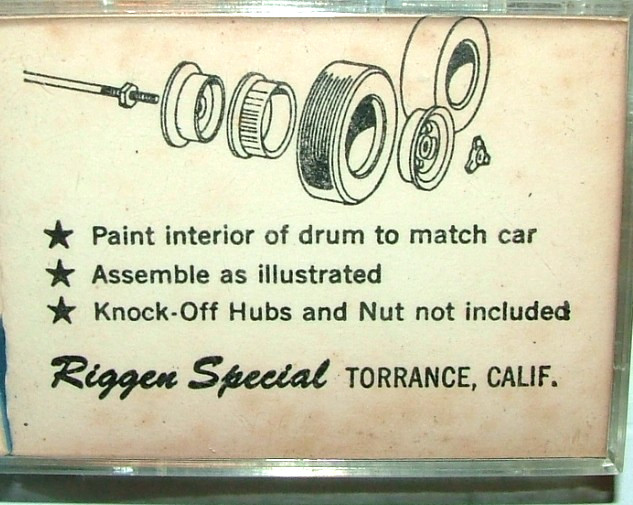 ★ Paint interior of drum to match car
★ Assemble as illustrated
★ Knock-Off Hubs and Nut not included
Riggen Special TORRANCE, CALIF.